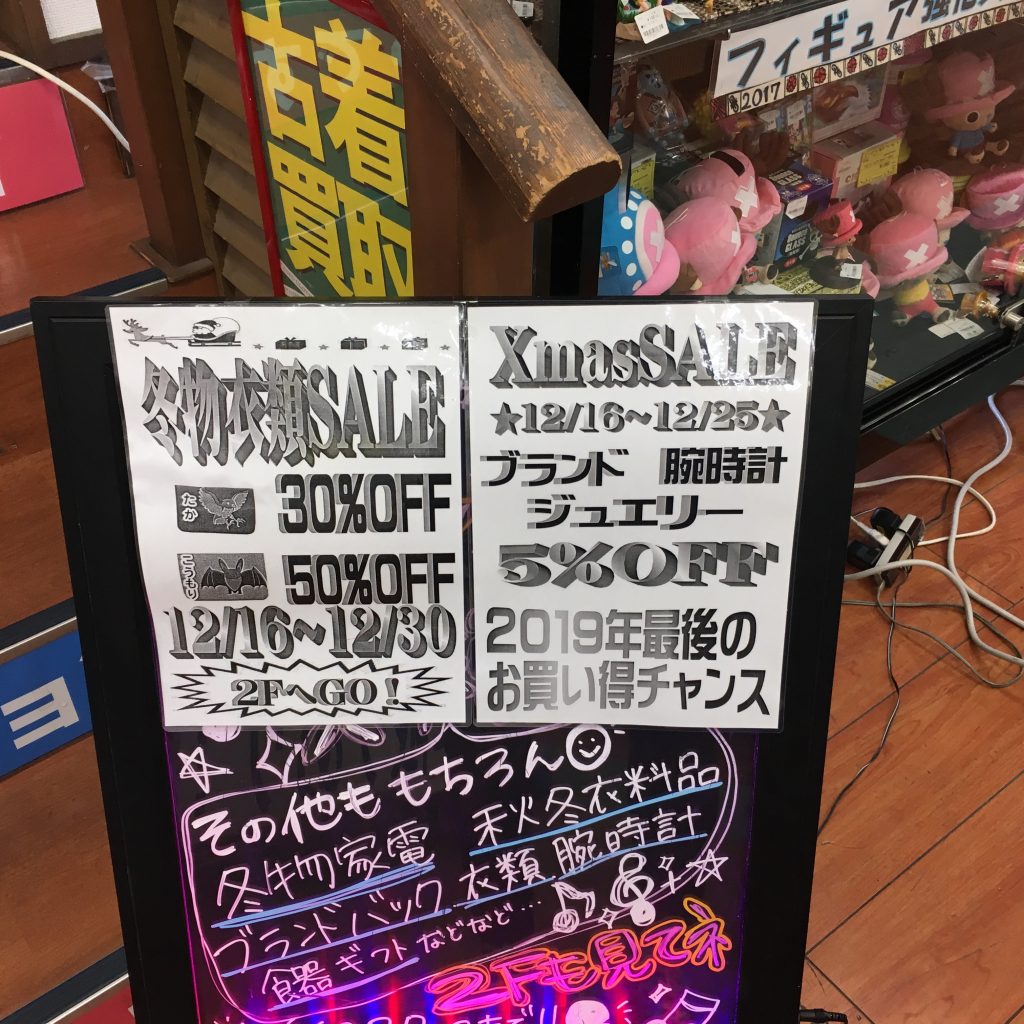 古着
買取
フィギュア強化
2017
冬物衣類SALE
たか
30%OFF
こうもり
50%OFF
12/16~12/30
2FへGO!
XmasSALE
★12/16~12/25★
ブランド 腕時計
ジュエリー
5%OFF
2019年最後の
お買い得チャンス
その他ももちろん
冬物家電 秋冬衣料品
ブランドバック 衣類 腕時計
食器 ギフトなどなど…
2Fも見てネ
ヨ